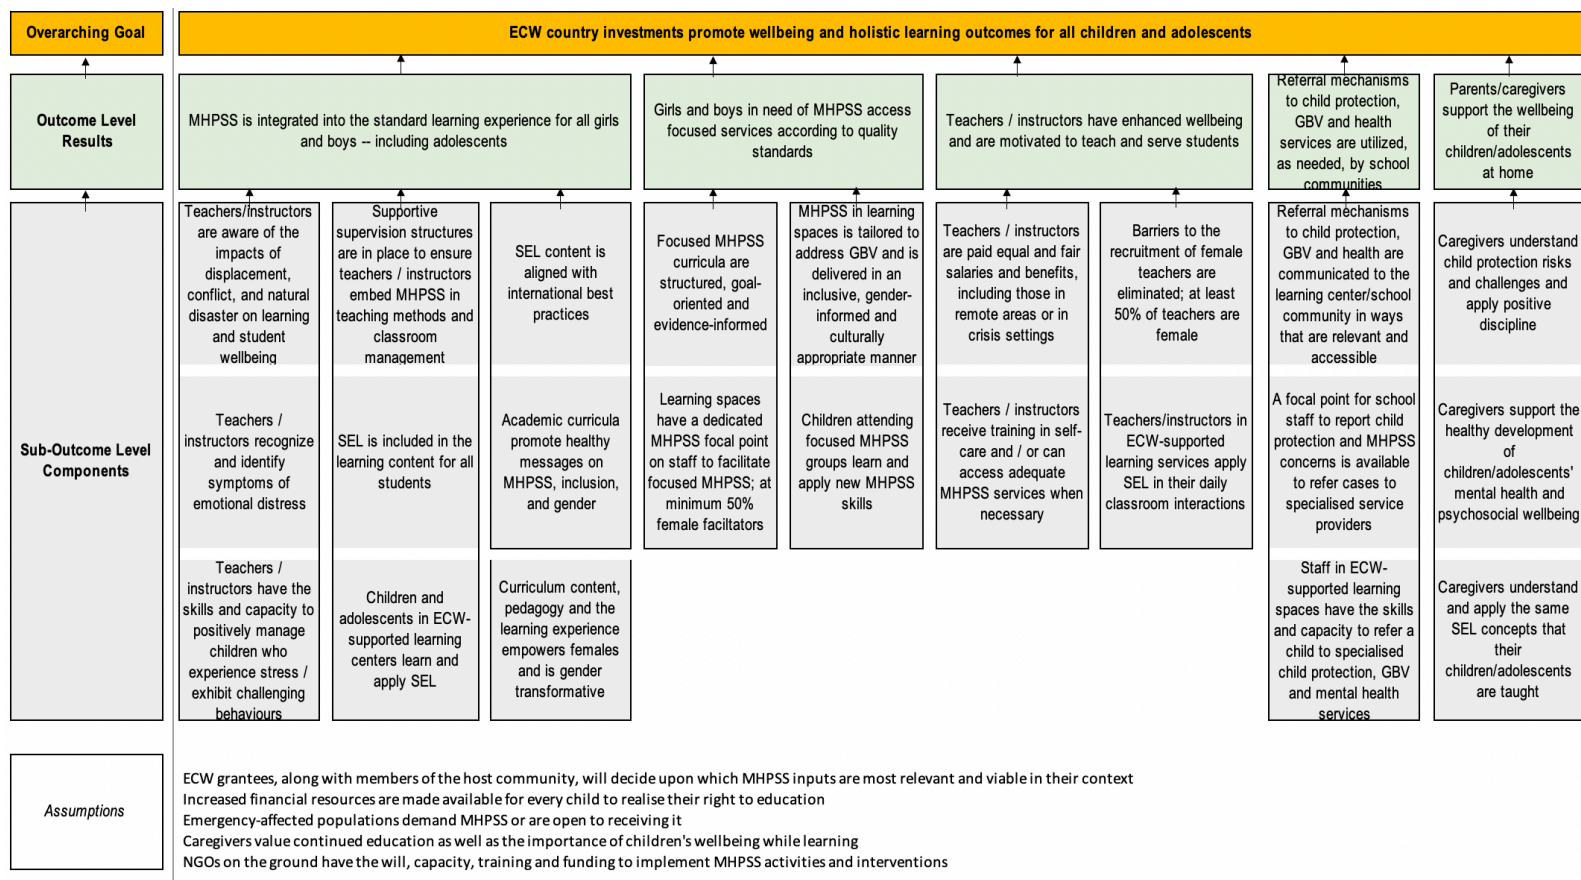 Overarching Goal
ECW country investments promote wellbeing and holistic learning outcomes for all children and adolescents
Outcome Level
Results
MHPSS is integrated into the standard learning experience for all girls
and boys -- including adolescents
Girls and boys in need of MHPSS access
focused services according to quality
standards
Teachers / instructors have enhanced wellbeing
and are motivated to teach and serve students
Referral mechanisms
to child protection,
GBV and health
services are utilized,
as needed, by school
communities
Parents/caregivers
support the wellbeing
of their
children/adolescents
at home
Sub-Outcome Level
Components
Teachers/instructors
are aware of the
impacts of
displacement,
conflict, and natural
disaster on learning
and student
wellbeing
Supportive
supervision structures
are in place to ensure
teachers / instructors
embed MHPSS in
teaching methods and
classroom
management
SEL content is
aligned with
international best
practices
Focused MHPSS
curricula are
structured, goal-
oriented and
evidence-informed
MHPSS in learning
spaces is tailored to
address GBV and is
delivered in an
inclusive, gender-
informed and
culturally
appropriate manner
Teachers / instructors
are paid equal and fair
salaries and benefits,
including those in
remote areas or in
crisis settings
Barriers to the
recruitment of female
teachers are
eliminated; at least
50% of teachers are
female
Referral mechanisms
to child protection,
GBV and health are
communicated to the
learning center/school
community in ways
that are relevant and
accessible
Caregivers understand
child protection risks
and challenges and
apply positive
discipline
Teachers /
instructors recognize
and identify
symptoms of
emotional distress
SEL is included in the
learning content for all
students
Academic curricula
promote healthy
messages on
MHPSS, inclusion,
and gender
Learning spaces
have a dedicated
MHPSS focal point
on staff to facilitate
focused MHPSS; at
minimum 50%
female facilitators
Children attending
focused MHPSS
groups learn and
apply new MHPSS
skills
Teachers / instructors
receive training in self-
care and / or can
access adequate
MHPSS services when
necessary
Teachers/instructors in
ECW-supported
learning services apply
SEL in their daily
classroom interactions
A focal point for school
staff to report child
protection and MHPSS
concerns is available
to refer cases to
specialised service
providers
Caregivers support the
healthy development
of
children/adolescents'
mental health and
psychosocial wellbeing
Teachers /
instructors have the
skills and capacity to
positively manage
children who
experience stress /
exhibit challenging
behaviours
Children and
adolescents in ECW-
supported learning
centers learn and
apply SEL
Curriculum content,
pedagogy and the
learning experience
empowers females
and is gender
transformative
Staff in ECW-
supported learning
spaces have the skills
and capacity to refer a
child to specialised
child protection, GBV
and mental health
services
Caregivers understand
and apply the same
SEL concepts that
their
children/adolescents
are taught
Assumptions
ECW grantees, along with members of the host community, will decide upon which MHPSS inputs are most relevant and viable in their context
Increased financial resources are made available for every child to realise their right to education
Emergency-affected populations demand MHPSS or are open to receiving it
Caregivers value continued education as well as the importance of children's wellbeing while learning
NGOs on the ground have the will, capacity, training and funding to implement MHPSS activities and interventions